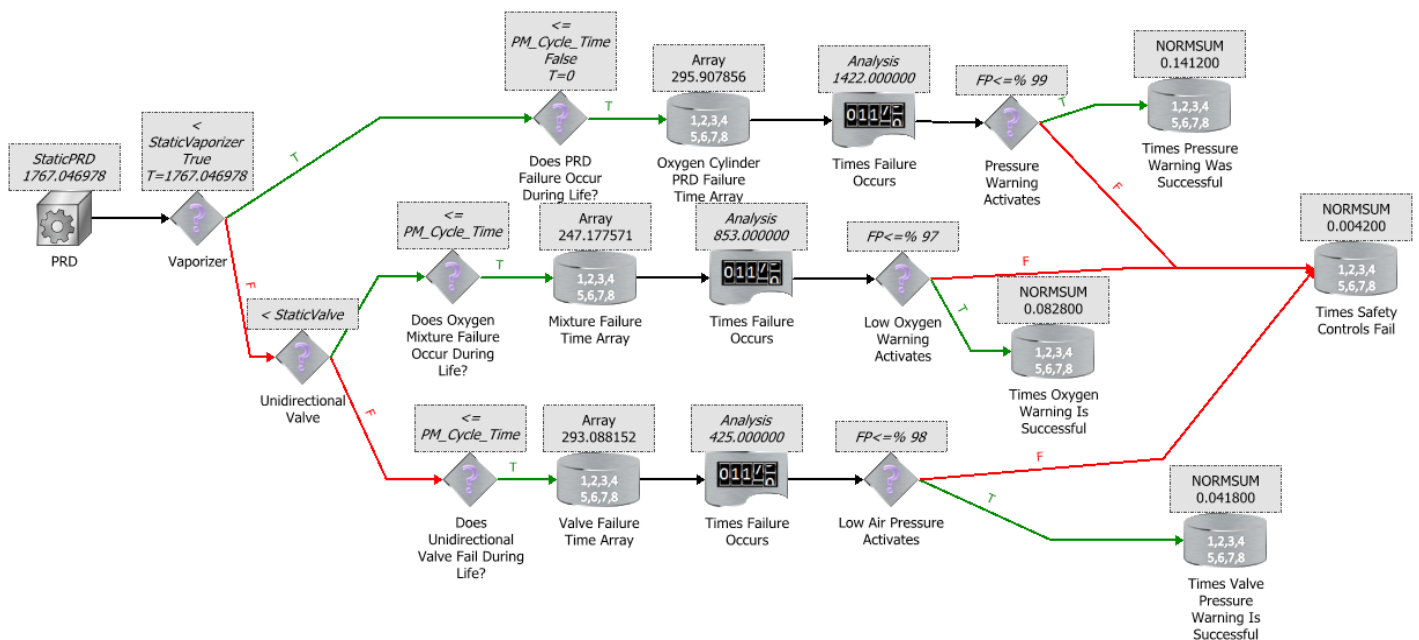 StaticPRD
1767.046978
PRD
<
StaticVaporizer
True
T=1767.046978
Vaporizer
T
F
<=
PM_Cycle_Time
False
T=0
Does PRD
Failure Occur
During Life?
T
Array
295.907856
1,2,3,4
5,6,7,8
Oxygen Cylinder
PRD Failure
Time Array
Analysis
1422.000000
Times Failure
Occurs
FP<=% 99
Pressure
Warning
Activates
T
F
NORMSUM
0.141200
1,2,3,4
5,6,7,8
Times Pressure
Warning Was
Successful
< StaticValve
Unidirectional
Valve
T
F
<=
PM_Cycle_Time
Does Oxygen
Mixture Failure
Occur During
Life?
T
Array
247.177571
1,2,3,4
5,6,7,8
Mixture Failure
Time Array
Analysis
853.000000
Times Failure
Occurs
FP<=% 97
Low Oxygen
Warning
Activates
F
T
NORMSUM
0.082800
1,2,3,4
5,6,7,8
Times Oxygen
Warning Is
Successful
NORMSUM
0.004200
1,2,3,4
5,6,7,8
Times Safety
Controls Fail
<=
PM_Cycle_Time
Does
Unidirectional
Valve Fail During
Life?
T
Array
293.088152
1,2,3,4
5,6,7,8
Valve Failure
Time Array
Analysis
425.000000
Times Failure
Occurs
FP<=% 98
Low Air Pressure
Activates
F
T
NORMSUM
0.041800
1,2,3,4
5,6,7,8
Times Valve
Pressure
Warning Is
Successful